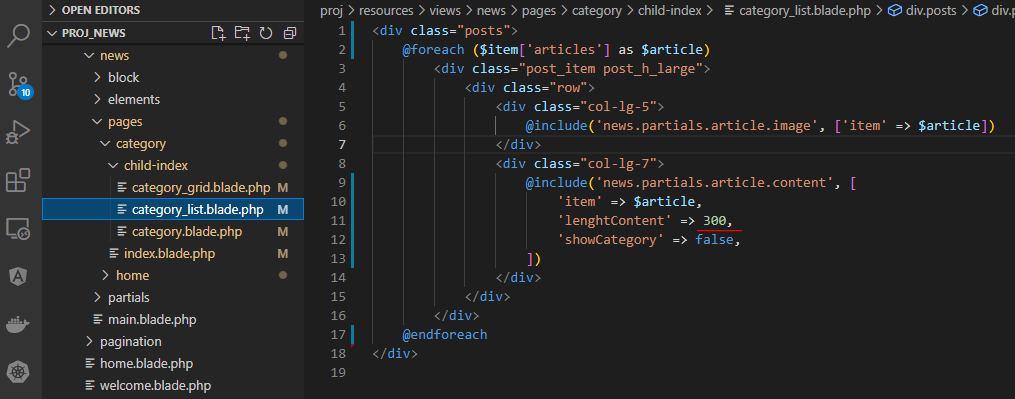 OPEN EDITORS
PROJ_NEWS
news
block
elements
pages
category
child-index
category_grid.blade.php M
category_list.blade.php M
category.blade.php M
index.blade.php M
home
partials
main.blade.php
pagination
home.blade.php
welcome.blade.php
10
proj > resources > views > news > pages > category > child-index > category_list.blade.php > div.posts > div.p
1 <div class="posts">
2 @foreach ($item['articles'] as $article)
3 <div class="post_item post_h_large">
4 <div class="row">
5 <div class="col-lg-5">
6 @include('news.partials.article.image', ['item' => $article])
7 </div>
8 <div class="col-lg-7">
9 @include('news.partials.article.content', [
10 'item' => $article,
11 'lenghtContent' => 300,
12 'showCategory' => false,
13 ])
14 </div>
15 </div>
16 </div>
17 @endforeach
18 </div>
19